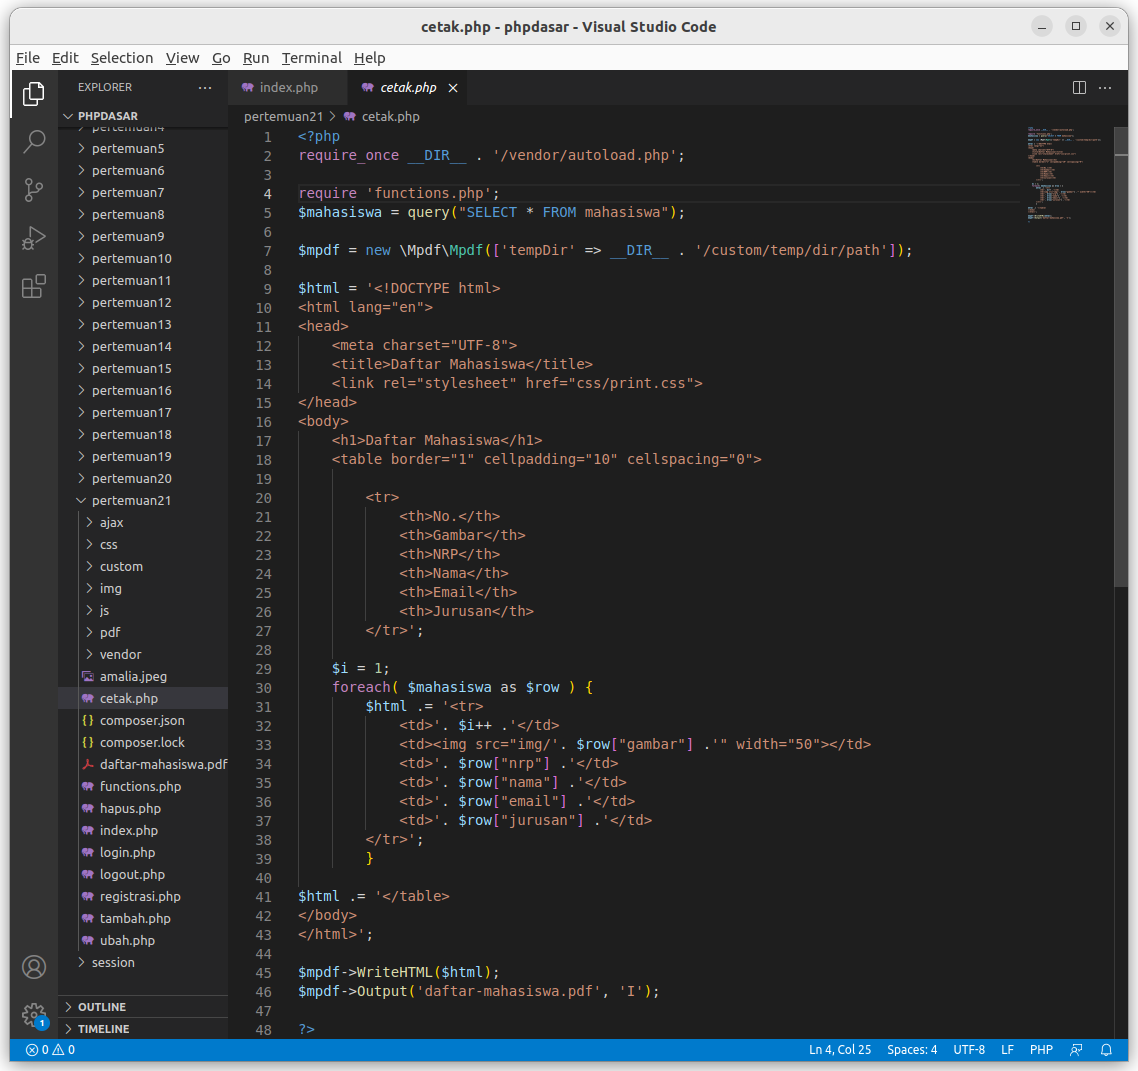 cetak.php - phpdasar - Visual Studio Code
File Edit Selection View Go Run Terminal Help
EXPLORER
PHPDASAR
pertemuan4
pertemuan5
pertemuan6
pertemuan7
pertemuan8
pertemuan9
pertemuan10
pertemuan11
pertemuan12
pertemuan13
pertemuan14
pertemuan15
pertemuan16
pertemuan17
pertemuan18
pertemuan19
pertemuan20
pertemuan21
ajax
css
custom
img
js
pdf
vendor
amalia.jpeg
cetak.php
composer.json
composer.lock
daftar-mahasiswa.pdf
functions.php
hapus.php
index.php
login.php
logout.php
registrasi.php
tambah.php
ubah.php
session
OUTLINE
TIMELINE
1
index.php cetak.php
pertemuan21 > cetak.php
1 <?php
2 require_once __DIR__ . '/vendor/autoload.php';
3
4 require 'functions.php';
5 $mahasiswa = query("SELECT * FROM mahasiswa");
6
7 $mpdf = new \Mpdf\Mpdf(['tempDir' => __DIR__ . '/custom/temp/dir/path']);
8
9 $html = '<!DOCTYPE html>
10 <html lang="en">
11 <head>
12     <meta charset="UTF-8">
13     <title>Daftar Mahasiswa</title>
14     <link rel="stylesheet" href="css/print.css">
15 </head>
16 <body>
17     <h1>Daftar Mahasiswa</h1>
18     <table border="1" cellpadding="10" cellspacing="0">
19
20         <tr>
21             <th>No.</th>
22             <th>Gambar</th>
23             <th>NRP</th>
24             <th>Nama</th>
25             <th>Email</th>
26             <th>Jurusan</th>
27         </tr>';
28
29     $i = 1;
30     foreach( $mahasiswa as $row ) {
31         $html .= '<tr>
32             <td>'. $i++ .'</td>
33             <td><img src="img/'. $row["gambar"] .'" width="50"></td>
34             <td>'. $row["nrp"] .'</td>
35             <td>'. $row["nama"] .'</td>
36             <td>'. $row["email"] .'</td>
37             <td>'. $row["jurusan"] .'</td>
38         </tr>';
39         }
40
41 $html .= '</table>
42 </body>
43 </html>';
44
45 $mpdf->WriteHTML($html);
46 $mpdf->Output('daftar-mahasiswa.pdf', 'I');
47
48 ?>
0 0 Ln 4, Col 25 Spaces: 4 UTF-8 LF PHP